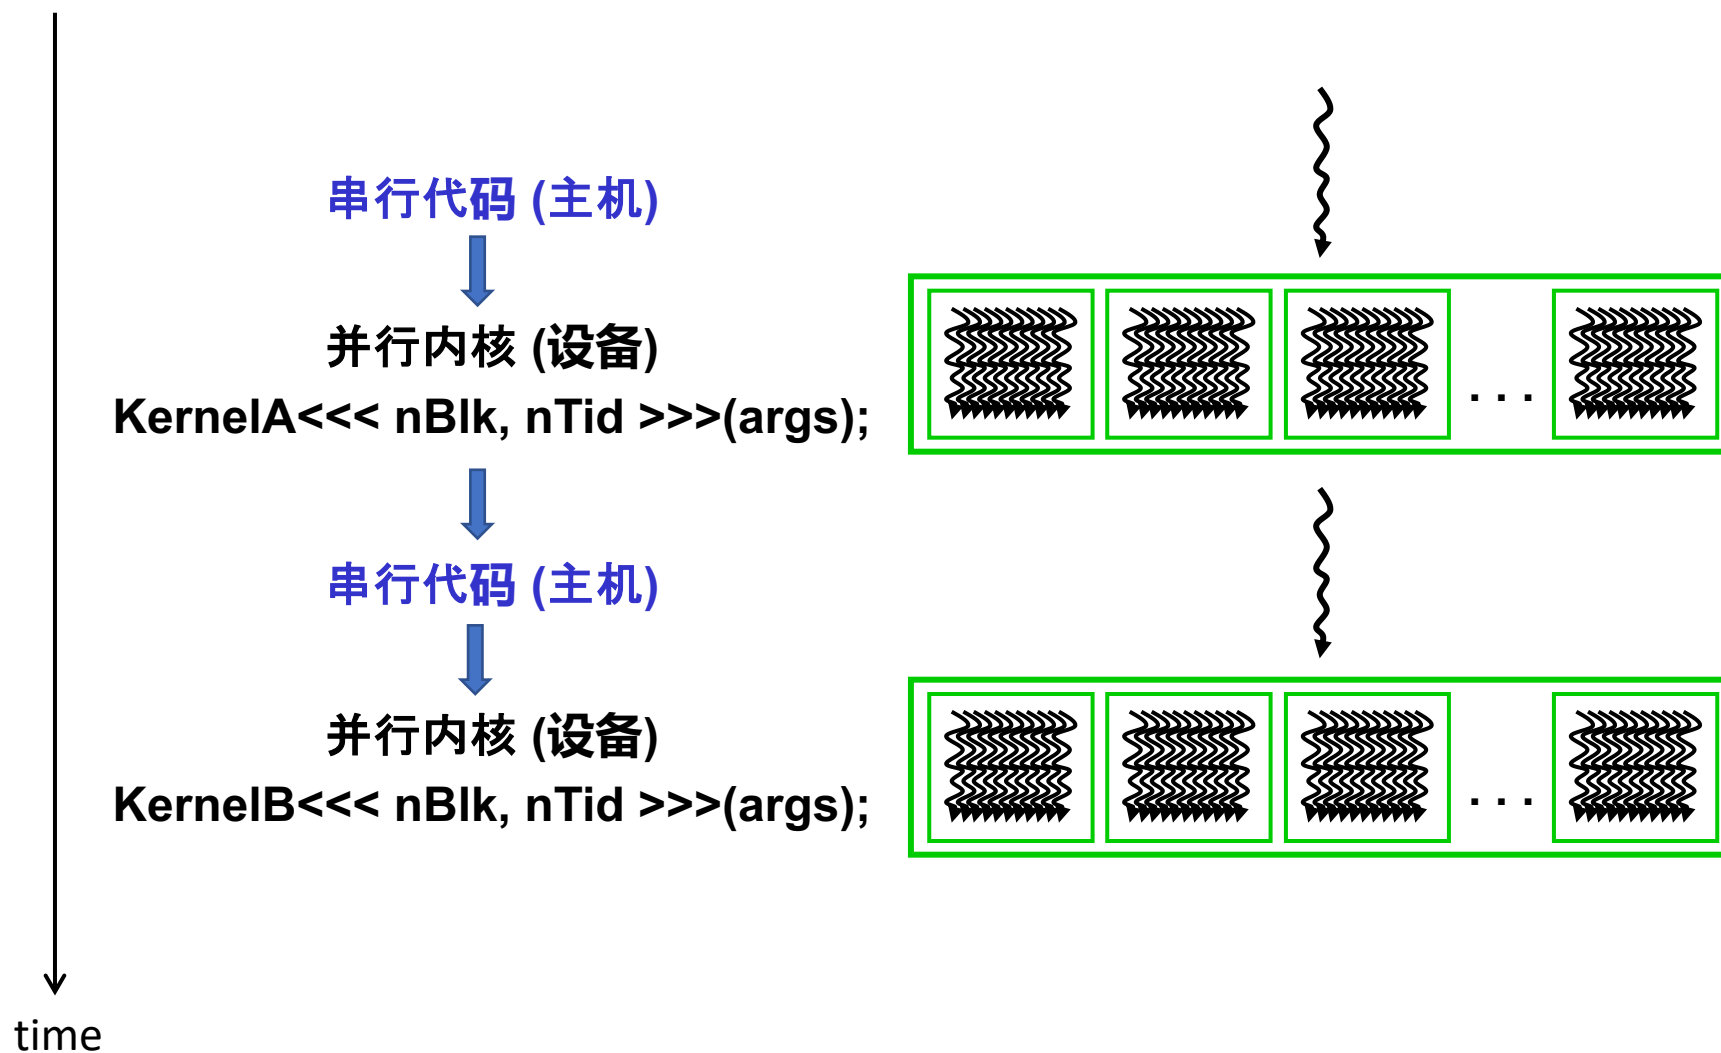 串行代码 (主机)
并行内核 (设备)
KernelA<<< nBlk, nTid >>>(args);
. . .
串行代码 (主机)
并行内核 (设备)
KernelB<<< nBlk, nTid >>>(args);
. . .
time